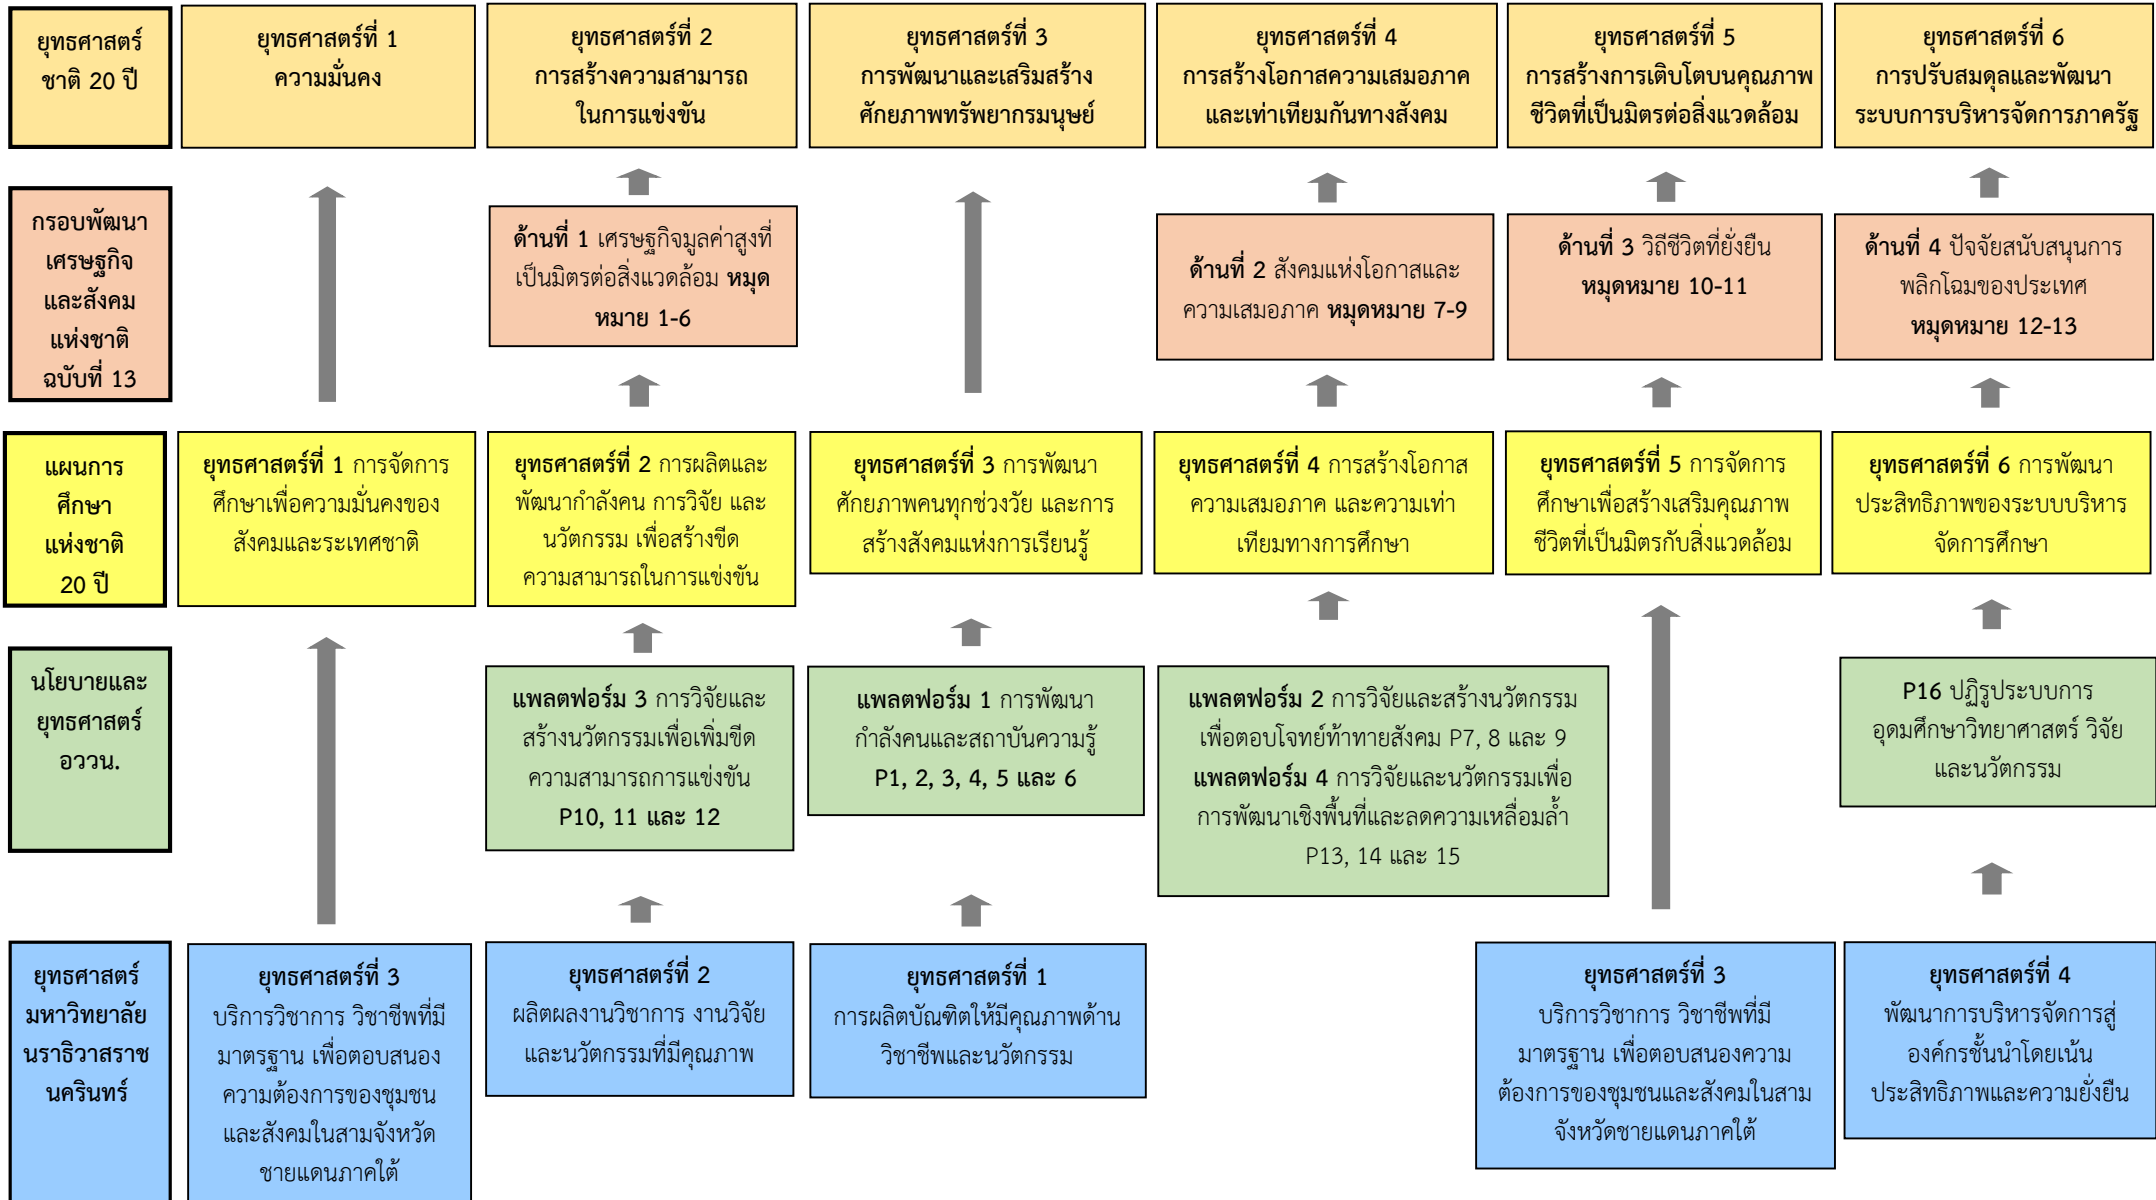 ยุทธศาสตร์
ชาติ 20 ปี
ยุทธศาสตร์ที่ 1
ความมั่นคง
ยุทธศาสตร์ที่ 2
การสร้างความสามารถ
ในการแข่งขัน
ยุทธศาสตร์ที่ 3
การพัฒนาและเสริมสร้าง
ศักยภาพทรัพยากรมนุษย์
ยุทธศาสตร์ที่ 4
การสร้างโอกาสความเสมอภาค
และเท่าเทียมกันทางสังคม
ยุทธศาสตร์ที่ 5
การสร้างการเติบโตบนคุณภาพ
ชีวิตที่เป็นมิตรต่อสิ่งแวดล้อม
ยุทธศาสตร์ที่ 6
การปรับสมดุลและพัฒนา
ระบบการบริหารจัดการภาครัฐ
กรอบพัฒนา
เศรษฐกิจ
และสังคม
แห่งชาติ
ฉบับที่ 13
ด้านที่ 1 เศรษฐกิจมูลค่าสูงที่
เป็นมิตรต่อสิ่งแวดล้อม หมุด
หมาย 1-6
ด้านที่ 2 สังคมแห่งโอกาสและ
ความเสมอภาค หมุดหมาย 7-9
ด้านที่ 3 วิถีชีวิตที่ยั่งยืน
หมุดหมาย 10-11
ด้านที่ 4 ปัจจัยสนับสนุนการ
พลิกโฉมของประเทศ
หมุดหมาย 12-13
แผนการ
ศึกษา
แห่งชาติ
20 ปี
ยุทธศาสตร์ที่ 1 การจัดการ
ศึกษาเพื่อความมั่นคงของ
สังคมและระเทศชาติ
ยุทธศาสตร์ที่ 2 การผลิตและ
พัฒนากำลังคน การวิจัย และ
นวัตกรรม เพื่อสร้างขีด
ความสามารถในการแข่งขัน
ยุทธศาสตร์ที่ 3 การพัฒนา
ศักยภาพคนทุกช่วงวัย และการ
สร้างสังคมแห่งการเรียนรู้
ยุทธศาสตร์ที่ 4 การสร้างโอกาส
ความเสมอภาค และความเท่า
เทียมทางการศึกษา
ยุทธศาสตร์ที่ 5 การจัดการ
ศึกษาเพื่อสร้างเสริมคุณภาพ
ชีวิตที่เป็นมิตรกับสิ่งแวดล้อม
ยุทธศาสตร์ที่ 6 การพัฒนา
ประสิทธิภาพของระบบบริหาร
จัดการศึกษา
นโยบายและ
ยุทธศาสตร์
อววน.
แพลตฟอร์ม 3 การวิจัยและ
สร้างนวัตกรรมเพื่อเพิ่มขีด
ความสามารถการแข่งขัน
P10, 11 และ 12
แพลตฟอร์ม 1 การพัฒนา
กำลังคนและสถาบันความรู้
P1, 2, 3, 4, 5 และ 6
แพลตฟอร์ม 2 การวิจัยและสร้างนวัตกรรม
เพื่อตอบโจทย์ท้าทายสังคม P7, 8 และ 9
แพลตฟอร์ม 4 การวิจัยและนวัตกรรมเพื่อ
การพัฒนาเชิงพื้นที่และลดความเหลื่อมล้ำ
P13, 14 และ 15
P16 ปฏิรูประบบการ
อุดมศึกษาวิทยาศาสตร์ วิจัย
และนวัตกรรม
ยุทธศาสตร์
มหาวิทยาลัย
นราธิวาสราช
นครินทร์
ยุทธศาสตร์ที่ 3
บริการวิชาการ วิชาชีพที่มี
มาตรฐาน เพื่อตอบสนอง
ความต้องการของชุมชน
และสังคมในสามจังหวัด
ชายแดนภาคใต้
ยุทธศาสตร์ที่ 2
ผลิตผลงานวิชาการ งานวิจัย
และนวัตกรรมที่มีคุณภาพ
ยุทธศาสตร์ที่ 1
การผลิตบัณฑิตให้มีคุณภาพด้าน
วิชาชีพและนวัตกรรม
ยุทธศาสตร์ที่ 3
บริการวิชาการ วิชาชีพที่มี
มาตรฐาน เพื่อตอบสนองความ
ต้องการของชุมชนและสังคมในสาม
จังหวัดชายแดนภาคใต้
ยุทธศาสตร์ที่ 4
พัฒนาการบริหารจัดการสู่
องค์กรชั้นนำโดยเน้น
ประสิทธิภาพและความยั่งยืน